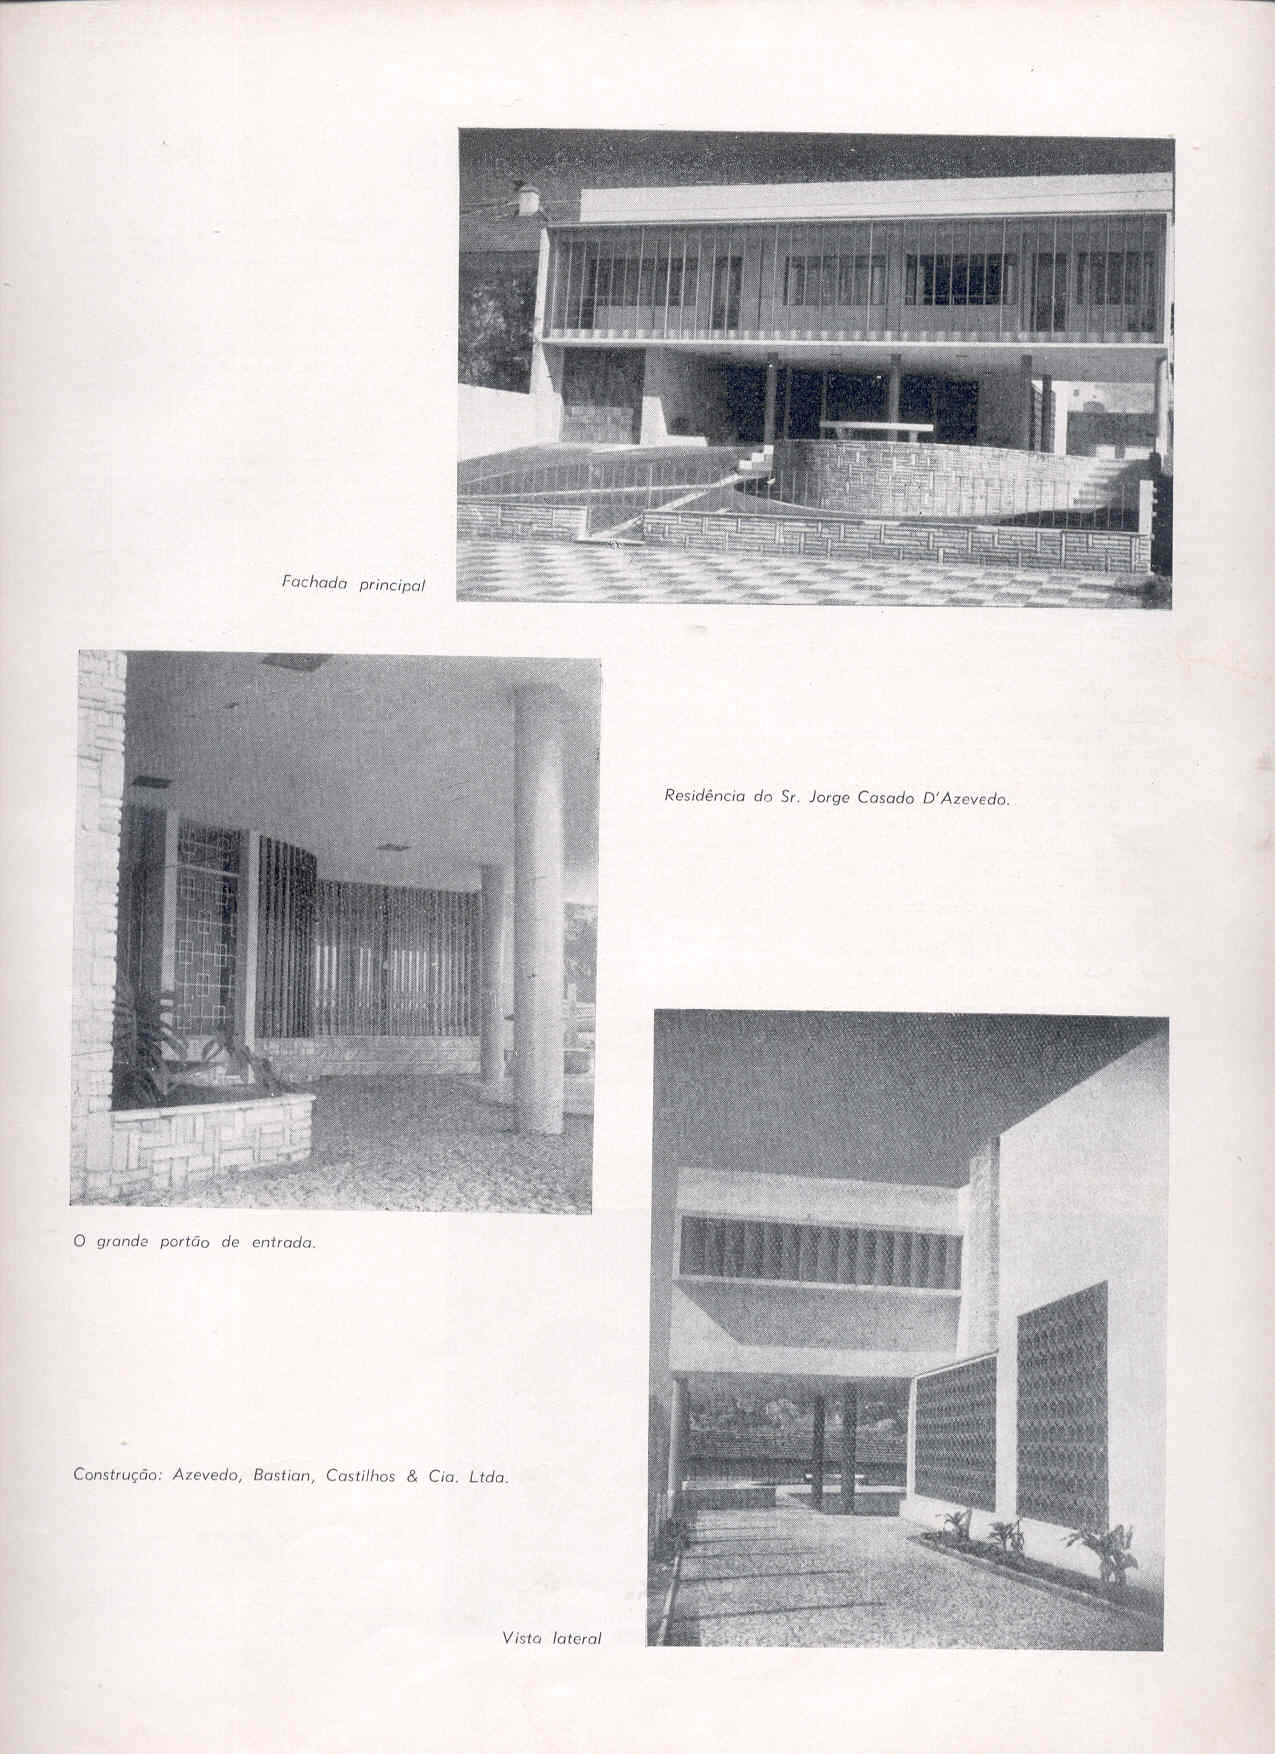 Fachada principal
Residência do Sr. Jorge Casado D'Azevedo.
O grande portão de entrada.
Construção: Azevedo, Bastian, Castilhos & Cia. Ltda.
Vista lateral